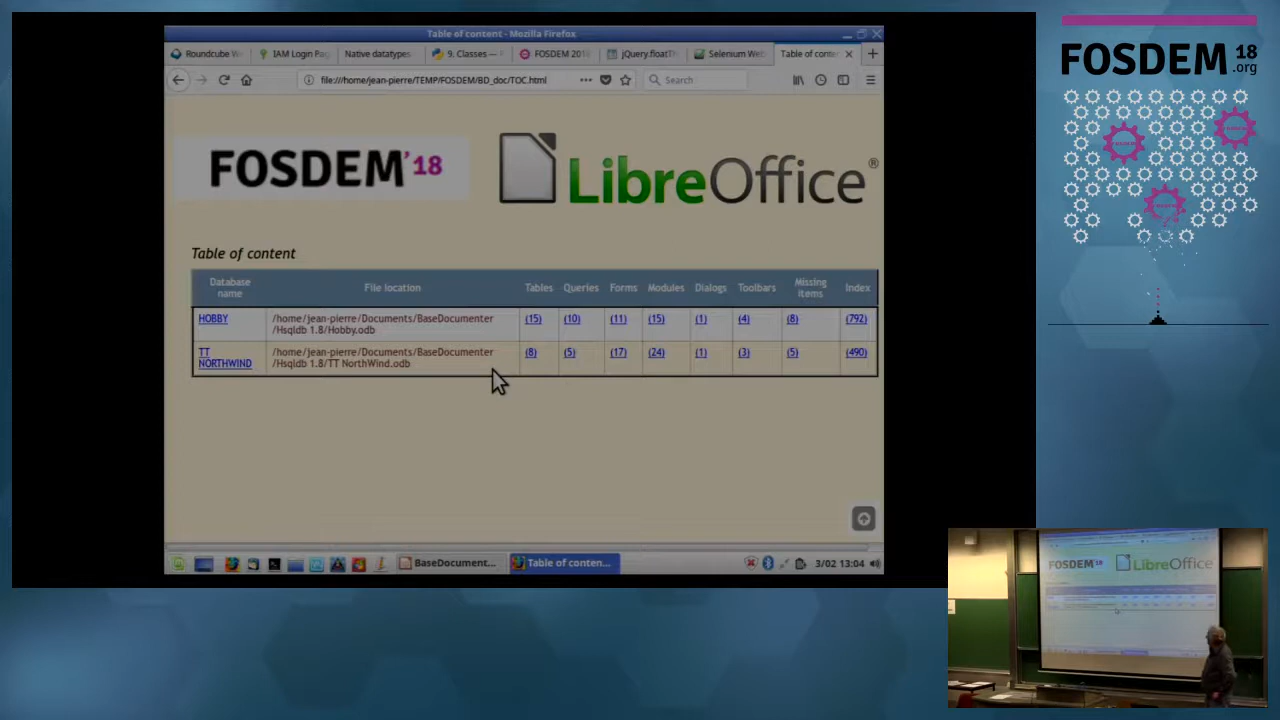 Table of content - Mozilla Firefox
Roundcube We
IAM Login Pag
Native datatypes
9. Classes —
FOSDEM 201
jQuery.floatTh
Selenium Web
Table of conten
file:///home/jean-pierre/TEMP/FOSDEM/BD_doc/TOC.html
Search
FOSDEM'18
LibreOffice®
Table of content
Database name File location Tables Queries Forms Modules Dialogs Toolbars Missing items Index
HOBBY /home/jean-pierre/Documents/BaseDocumenter (15) (10) (11) (15) (1) (4) (8) (792)
/Hsqldb 1.8/Hobby.odb
TT /home/jean-pierre/Documents/BaseDocumenter (8) (5) (17) (24) (1) (3) (5) (490)
NORTHWIND /Hsqldb 1.8/TT NorthWind.odb
BaseDocument...
Table of conten...
3/02 13:04
FOSDEM 18
.org
FOSDEM'18
LibreOffice